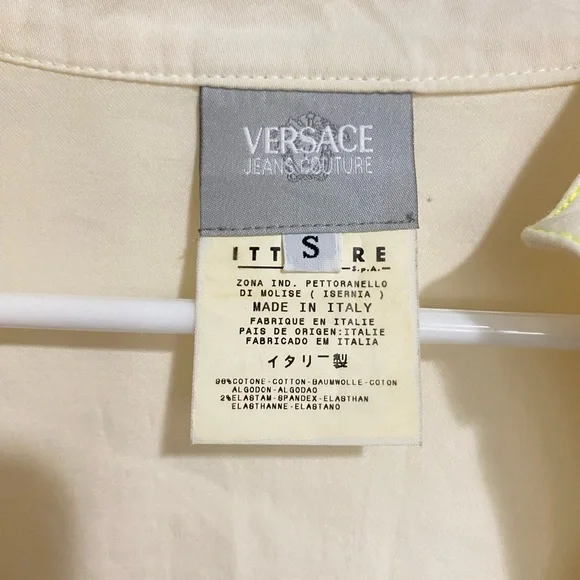 VERSACE
JEANS COUTURE
S
ITT RE
S.p.A.
ZONA IND. PETTORANELLO
DI MOLISE ( ISERNIA )
MADE IN ITALY
FABRIQUE EN ITALIE
PAIS DE ORIGEN:ITALIE
FABRICADO EM ITALIA
イタリー製
98%COTONE-COTTON-BAUMWOLLE-COTON
ALGODON-ALGODAO
2%ELASTAM-SPANDEX-ELASTHAN
ELASTHANNE-ELASTANO